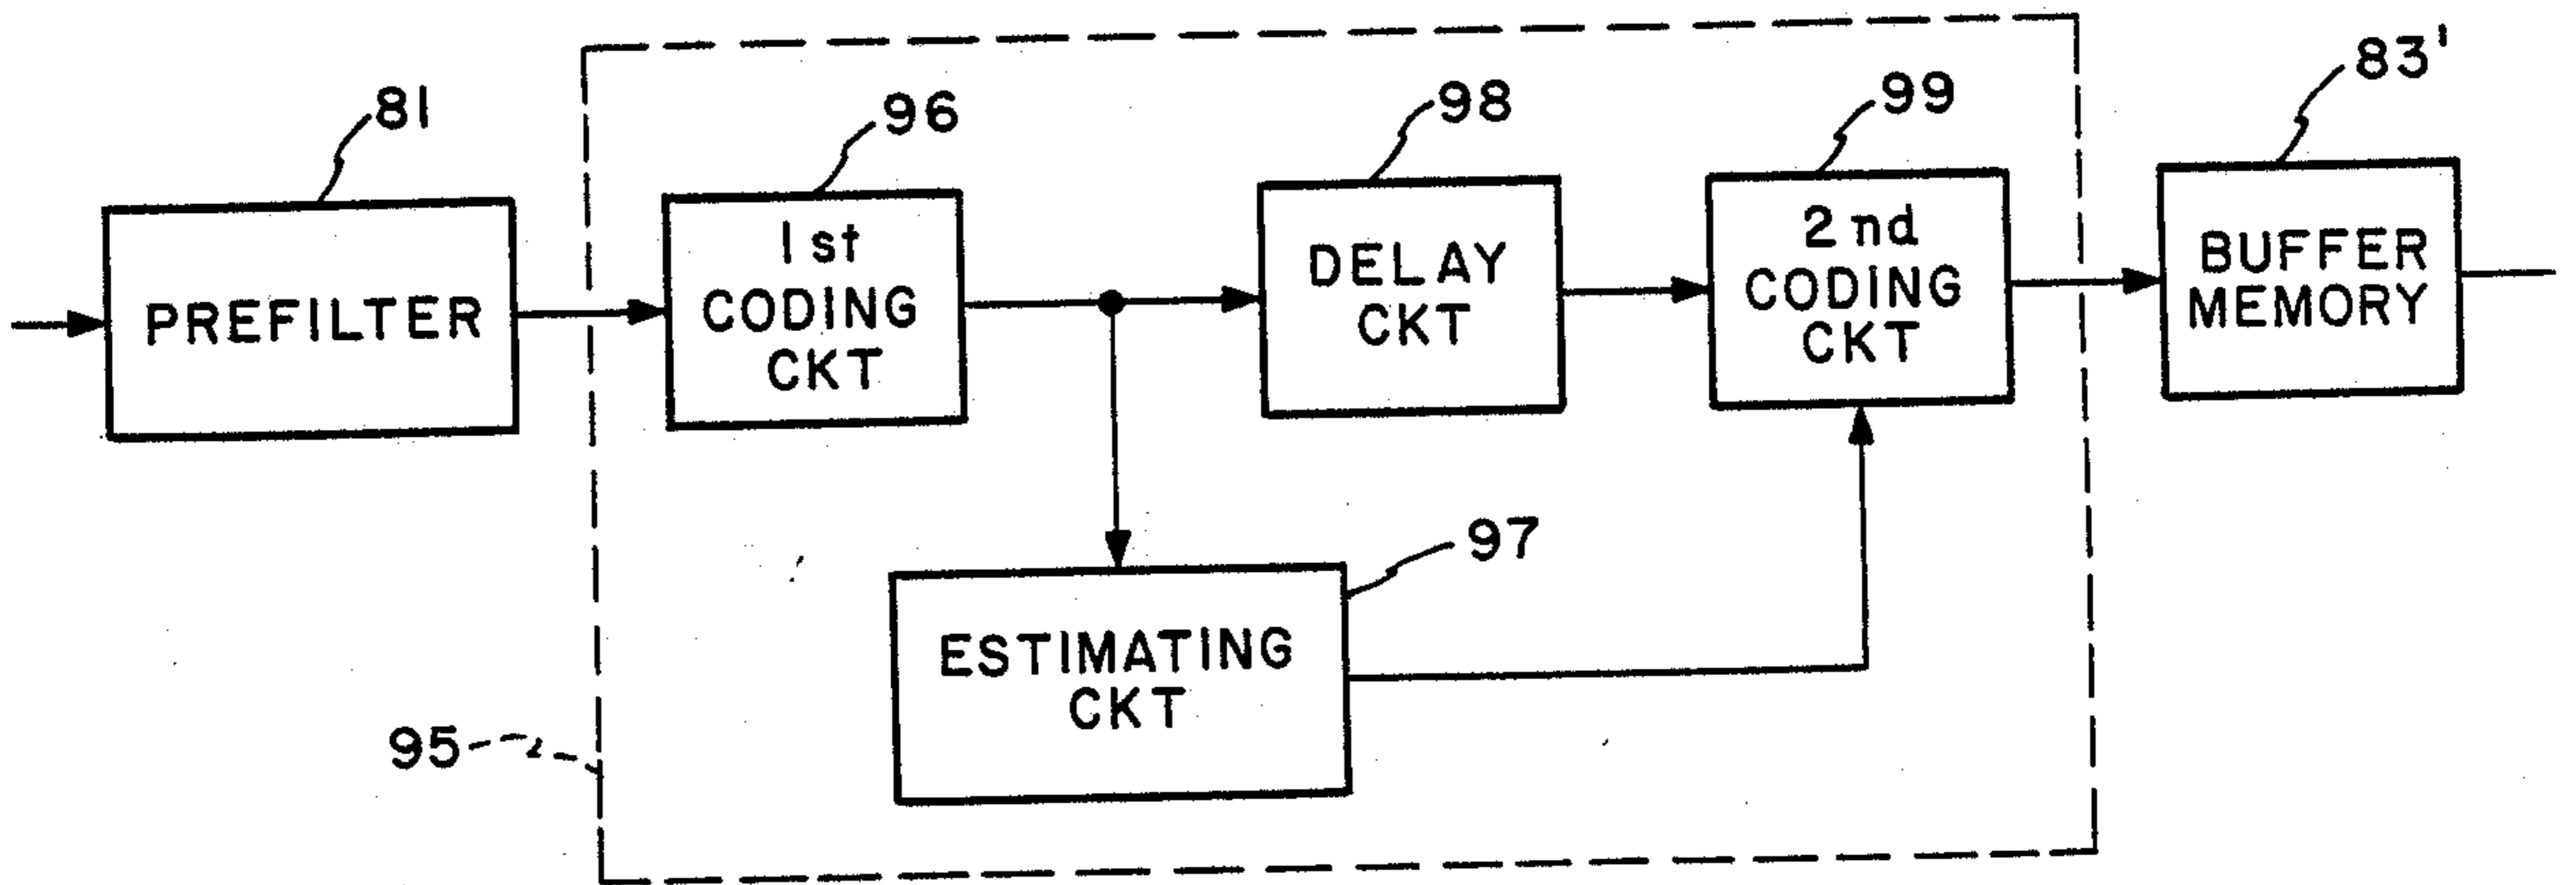 81
96
98
99
83'
PREFILTER
1st
CODING
CKT
DELAY
CKT
2nd
CODING
CKT
BUFFER
MEMORY
97
ESTIMATING
CKT
95